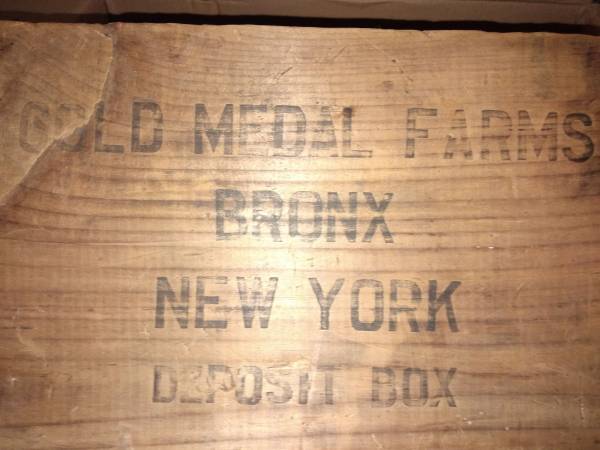 GOLD MEDAL FARMS
BRONX
NEW YORK
DEPOSIT BOX